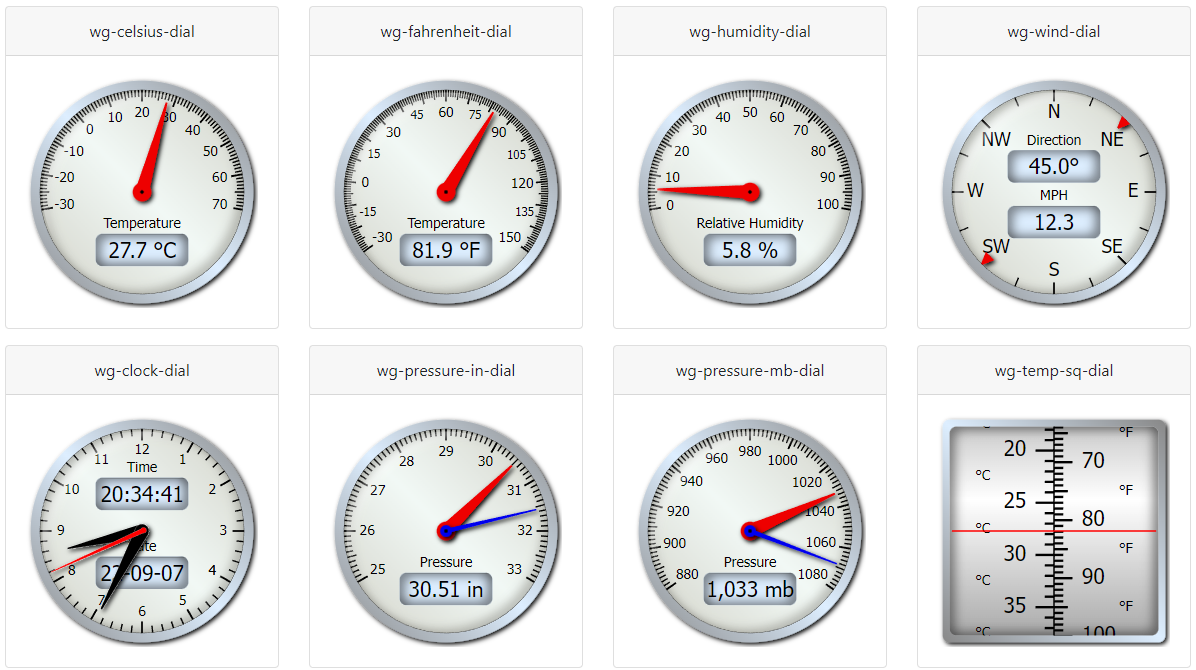 wg-celsius-dial
-30 -20 -10 0 10 20 30 40 50 60 70
Temperature
27.7 °C
wg-fahrenheit-dial
-30 -15 0 15 30 45 60 75 90 105 120 135 150
Temperature
81.9 °F
wg-humidity-dial
0 10 20 30 40 50 60 70 80 90 100
Relative Humidity
5.8 %
wg-wind-dial
N
NW NE
Direction
45.0°
W E
MPH
12.3
SW SE
S
wg-clock-dial
12 1 2 3 4 5 6 7 8 9 10 11
Time
20:34:41
22-09-07
wg-pressure-in-dial
25 26 27 28 29 30 31 32 33
Pressure
30.51 in
wg-pressure-mb-dial
880 900 920 940 960 980 1000 1020 1040 1060 1080
Pressure
1,033 mb
wg-temp-sq-dial
°C °F
20 70
°C °F
25 80
°C °F
30 90
°C °F
35 100
°C